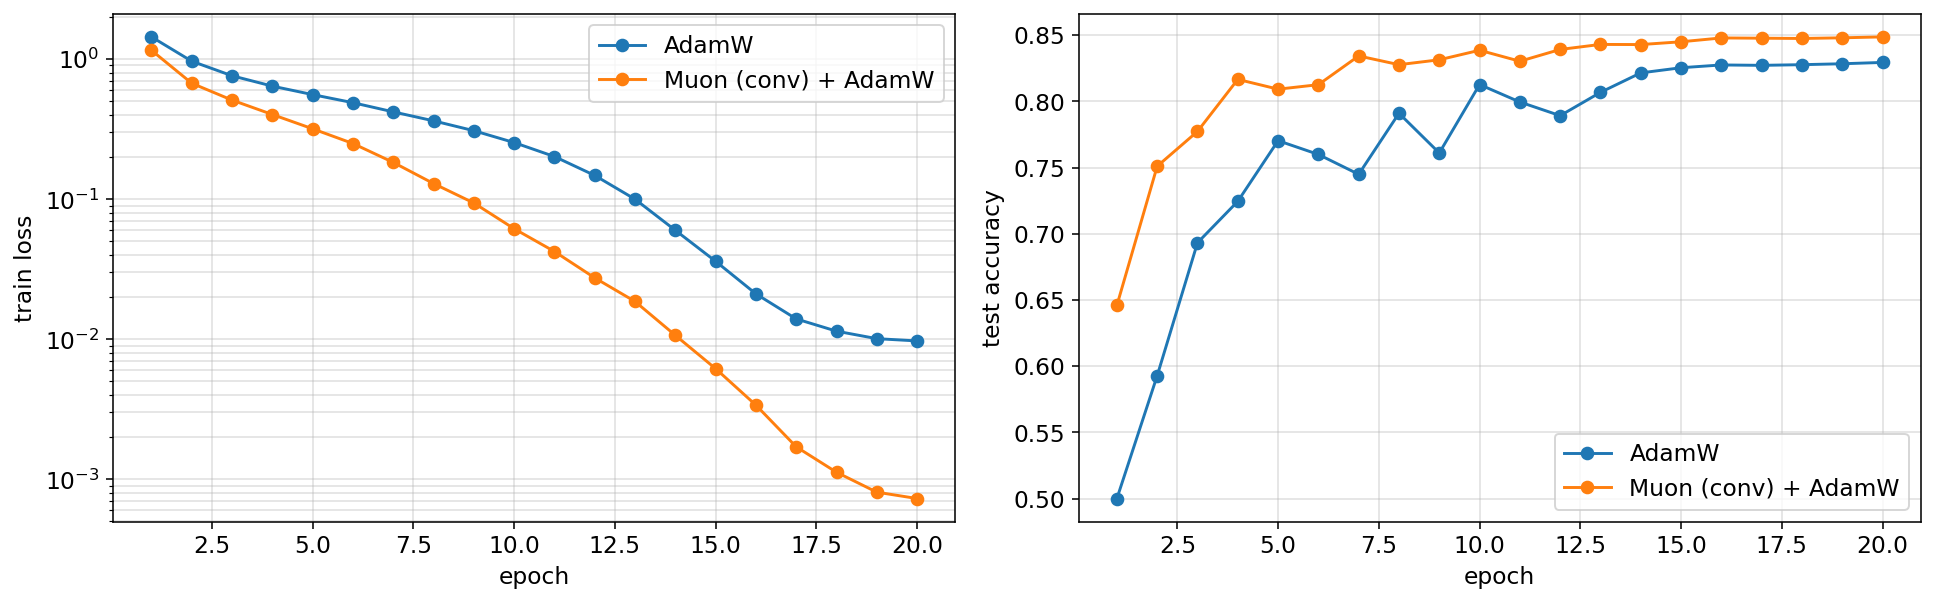 train loss
10⁰
10⁻¹
10⁻²
10⁻³
2.5 5.0 7.5 10.0 12.5 15.0 17.5 20.0
epoch
AdamW
Muon (conv) + AdamW
test accuracy
0.85
0.80
0.75
0.70
0.65
0.60
0.55
0.50
2.5 5.0 7.5 10.0 12.5 15.0 17.5 20.0
epoch
AdamW
Muon (conv) + AdamW